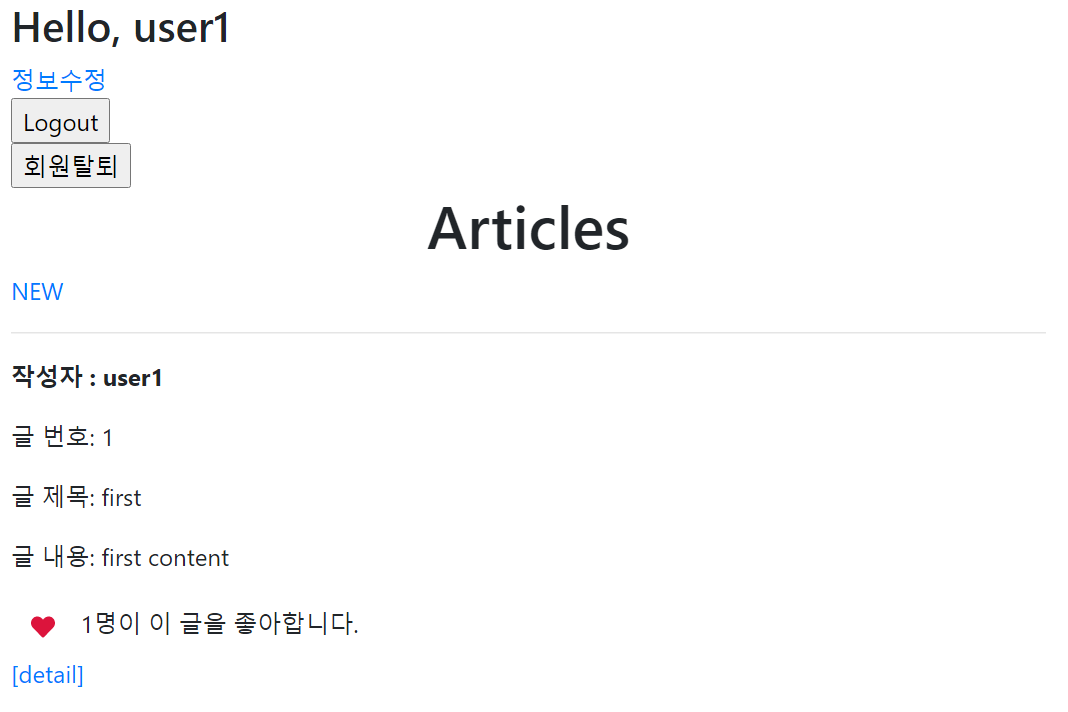 Hello, user1
정보수정
Logout
회원탈퇴
Articles
NEW
작성자 : user1
글 번호: 1
글 제목: first
글 내용: first content
1명이 이 글을 좋아합니다.
[detail]